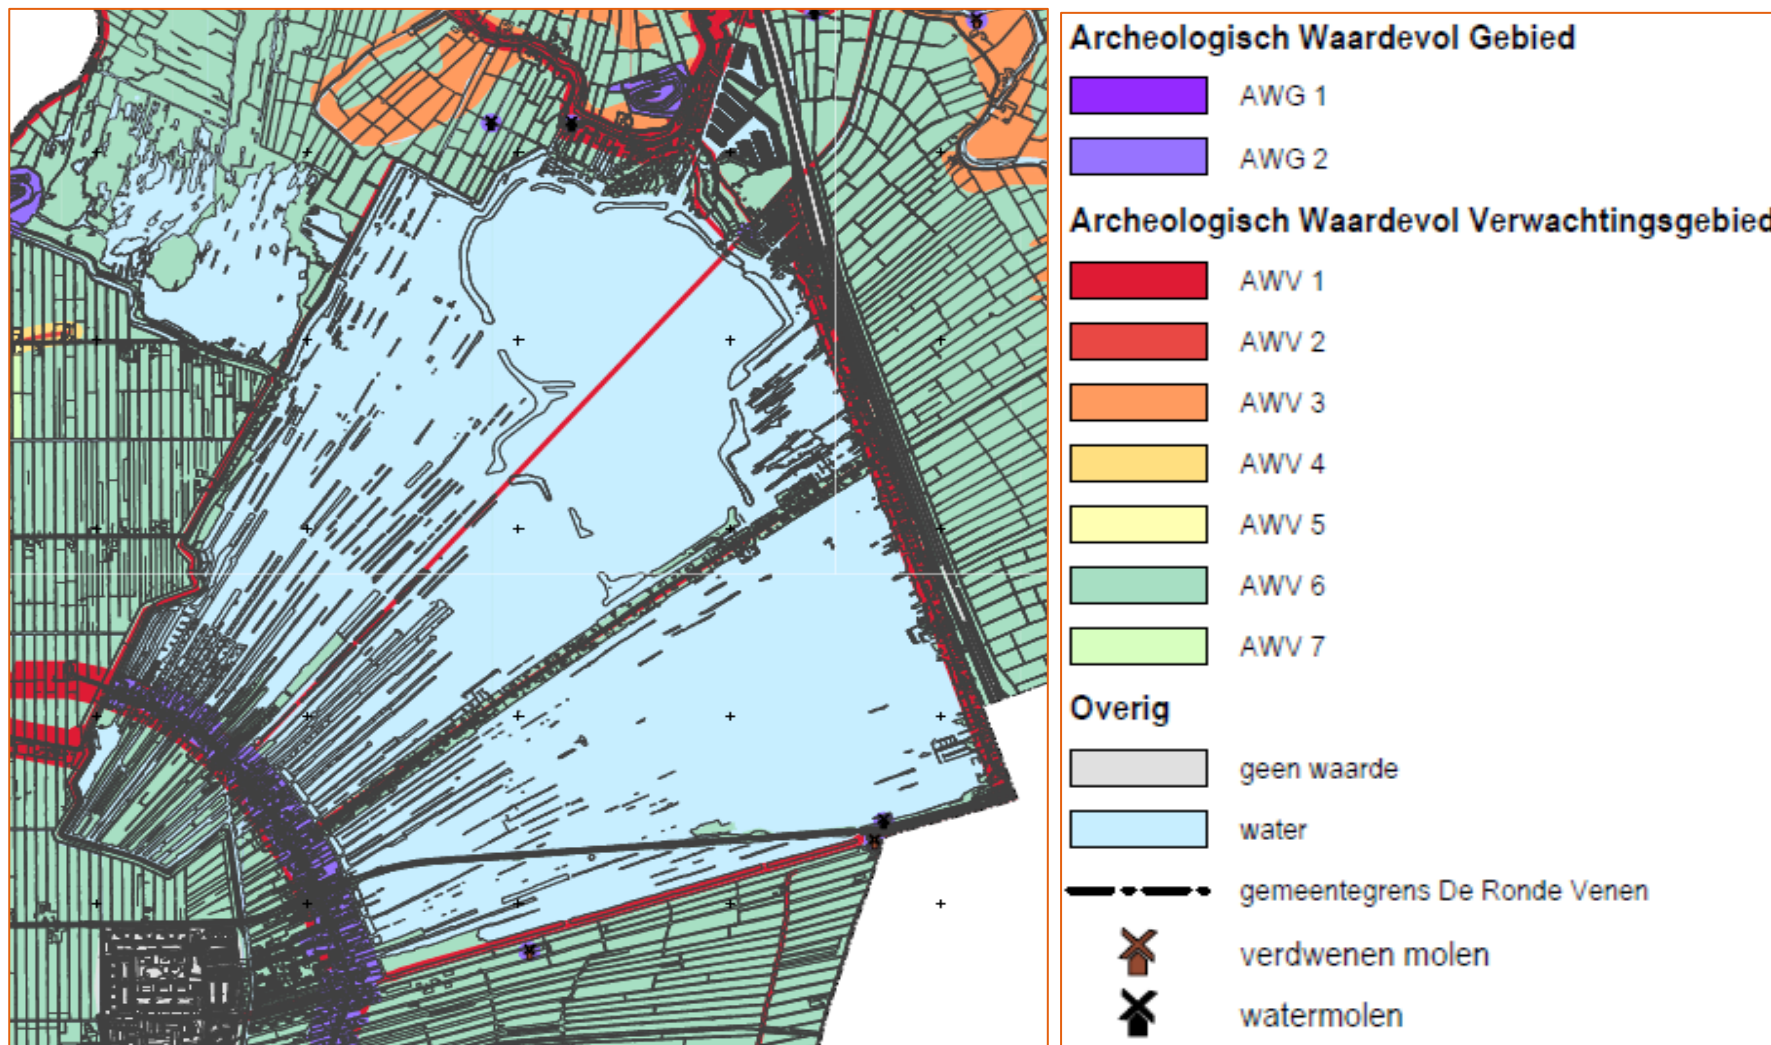 Archeologisch Waardevol Gebied
AWG 1
AWG 2
Archeologisch Waardevol Verwachtingsgebied
AWV 1
AWV 2
AWV 3
AWV 4
AWV 5
AWV 6
AWV 7
Overig
geen waarde
water
gemeentegrens De Ronde Venen
verdwenen molen
watermolen